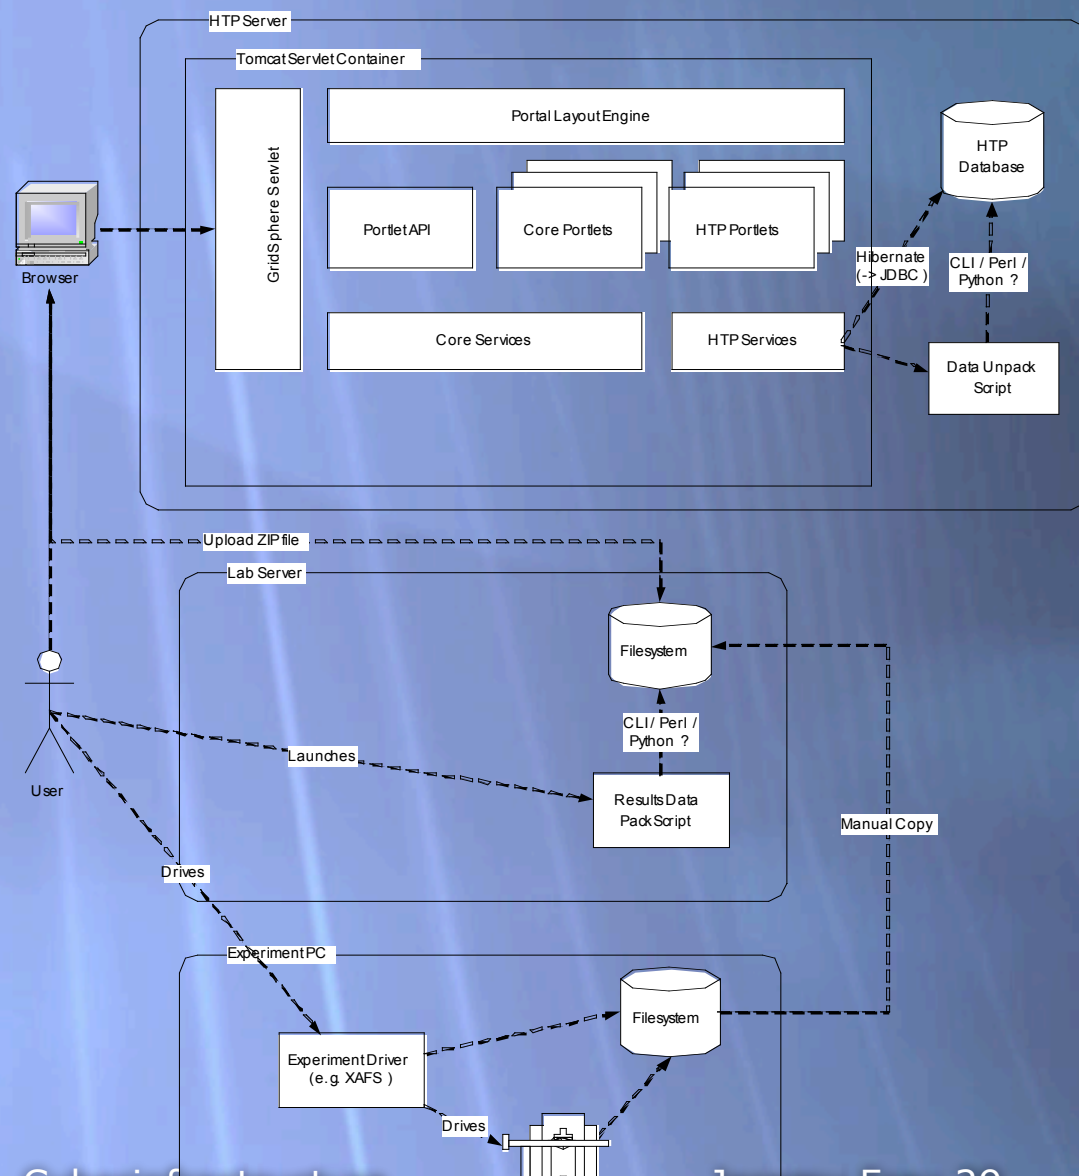 HTP Server
Tomcat Servlet Container
Portal Layout Engine
GridSphere Servlet
HTP
Database
Portlet API
Core Portlets
HTP Portlets
Browser
Hibernate
(-> JDBC )
CLI / Perl /
Python ?
Core Services
HTP Services
Data Unpack
Script
Upload ZIP file
Lab Server
Filesystem
CLI / Perl /
Python ?
Launches
User
Results Data
Pack Script
Manual Copy
Drives
Experiment PC
Filesystem
Experiment Driver
(e.g. XAFS )
Drives